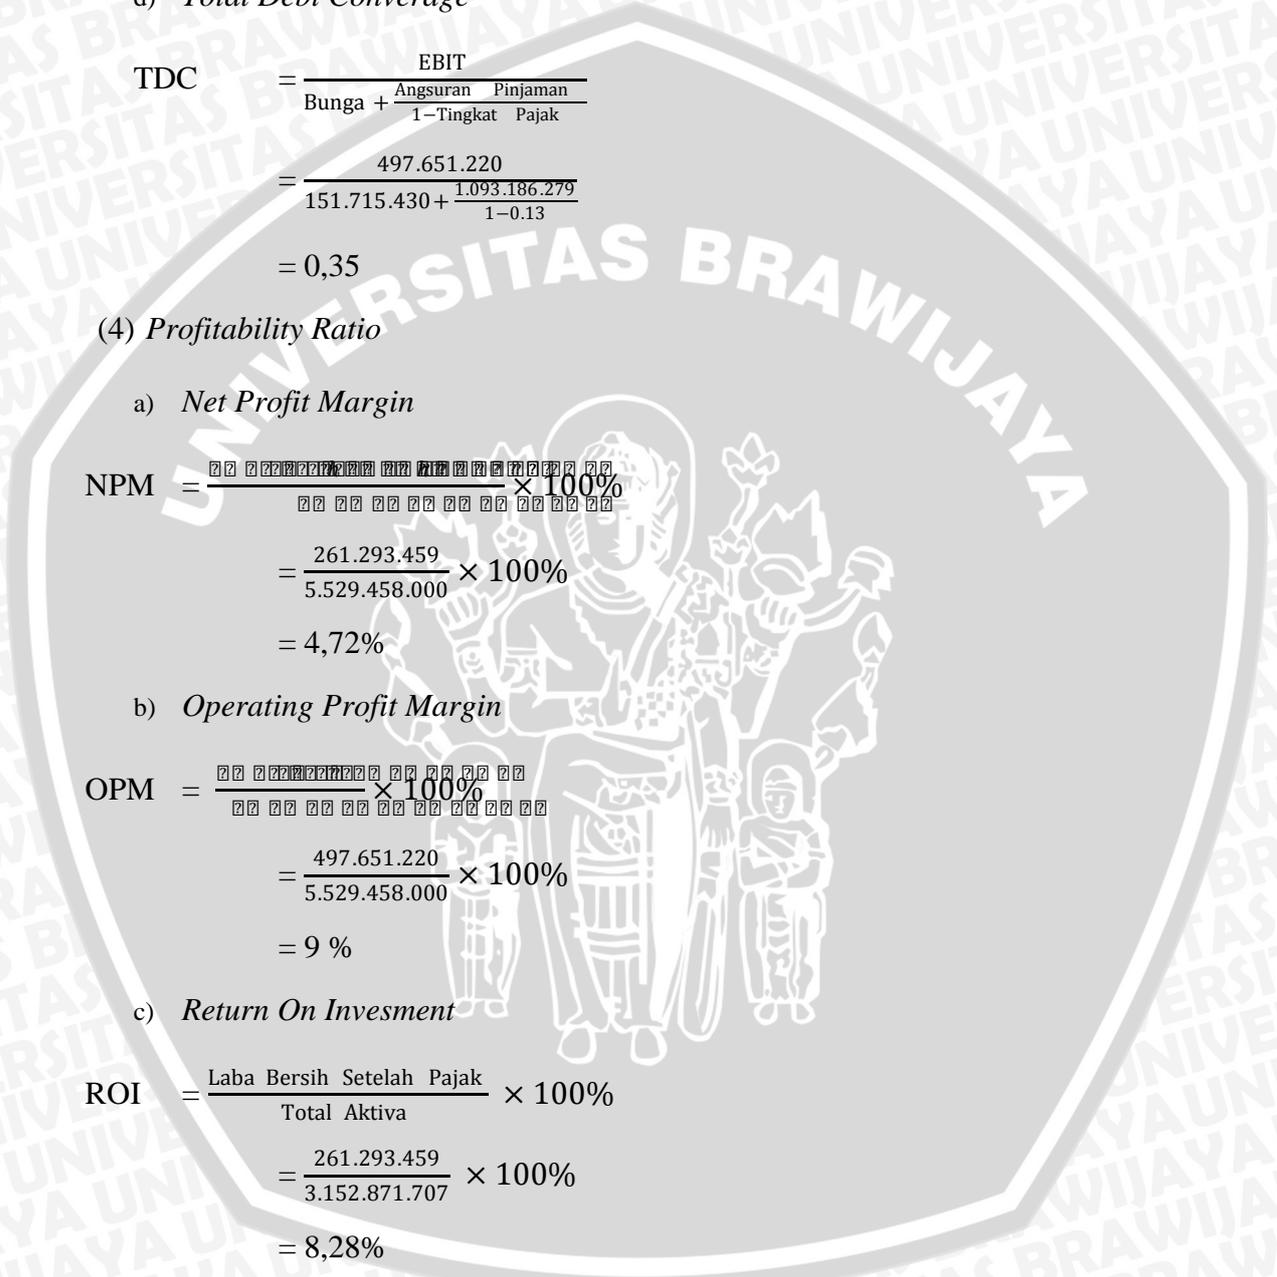 d) Total Debt Converage
TDC = EBIT / Bunga + Angsuran Pinjaman / 1−Tingkat Pajak
= 497.651.220 / 151.715.430 + 1.093.186.279 / 1−0.13
= 0,35
(4) Profitability Ratio
a) Net Profit Margin
NPM = × 100%
= 261.293.459 / 5.529.458.000 × 100%
= 4,72%
b) Operating Profit Margin
OPM = × 100%
= 497.651.220 / 5.529.458.000 × 100%
= 9 %
c) Return On Invesment
ROI = Laba Bersih Setelah Pajak / Total Aktiva × 100%
= 261.293.459 / 3.152.871.707 × 100%
= 8,28%
UNIVERSITAS BRAWIJAYA